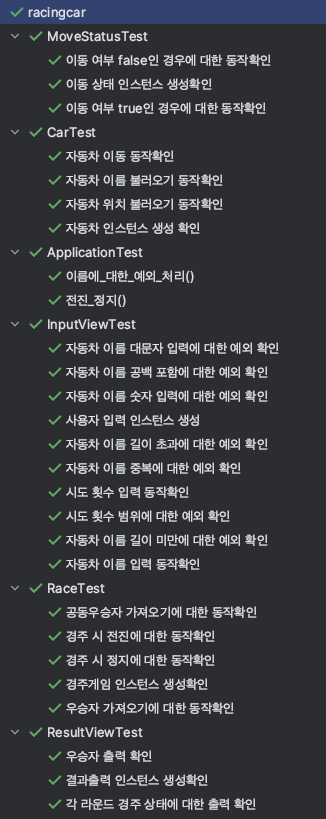 racingcar
MoveStatusTest
이동 여부 false인 경우에 대한 동작확인
이동 상태 인스턴스 생성확인
이동 여부 true인 경우에 대한 동작확인
CarTest
자동차 이동 동작확인
자동차 이름 불러오기 동작확인
자동차 위치 불러오기 동작확인
자동차 인스턴스 생성 확인
ApplicationTest
이름에_대한_예외_처리()
전진_정지()
InputViewTest
자동차 이름 대문자 입력에 대한 예외 확인
자동차 이름 공백 포함에 대한 예외 확인
자동차 이름 숫자 입력에 대한 예외 확인
사용자 입력 인스턴스 생성
자동차 이름 길이 초과에 대한 예외 확인
자동차 이름 중복에 대한 예외 확인
시도 횟수 입력 동작확인
시도 횟수 범위에 대한 예외 확인
자동차 이름 길이 미만에 대한 예외 확인
자동차 이름 입력 동작확인
RaceTest
공동우승자 가져오기에 대한 동작확인
경주 시 전진에 대한 동작확인
경주 시 정지에 대한 동작확인
경주게임 인스턴스 생성확인
우승자 가져오기에 대한 동작확인
ResultViewTest
우승자 출력 확인
결과출력 인스턴스 생성확인
각 라운드 경주 상태에 대한 출력 확인